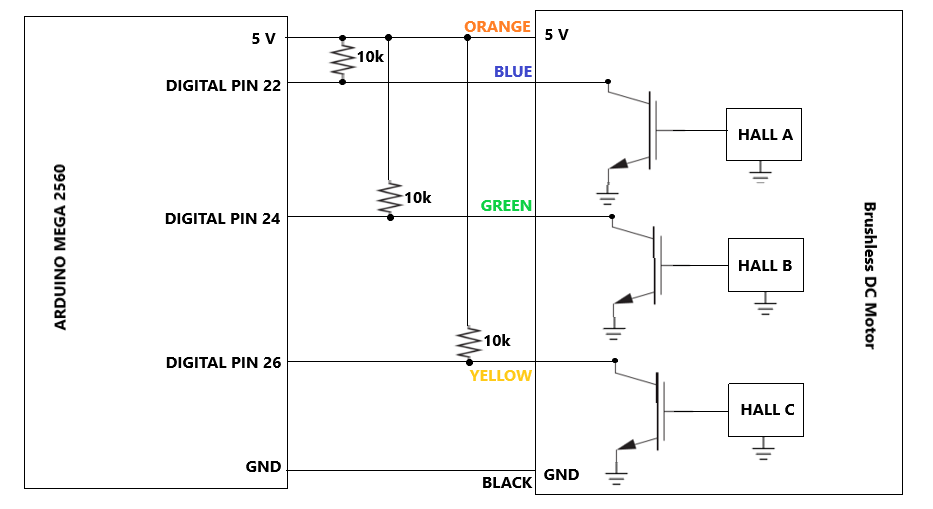 ORANGE
5 V
5 V
10k
BLUE
DIGITAL PIN 22
HALL A
ARDUINO MEGA 2560
10k
GREEN
DIGITAL PIN 24
Brushless DC Motor
HALL B
10k
DIGITAL PIN 26
YELLOW
HALL C
GND
GND
BLACK